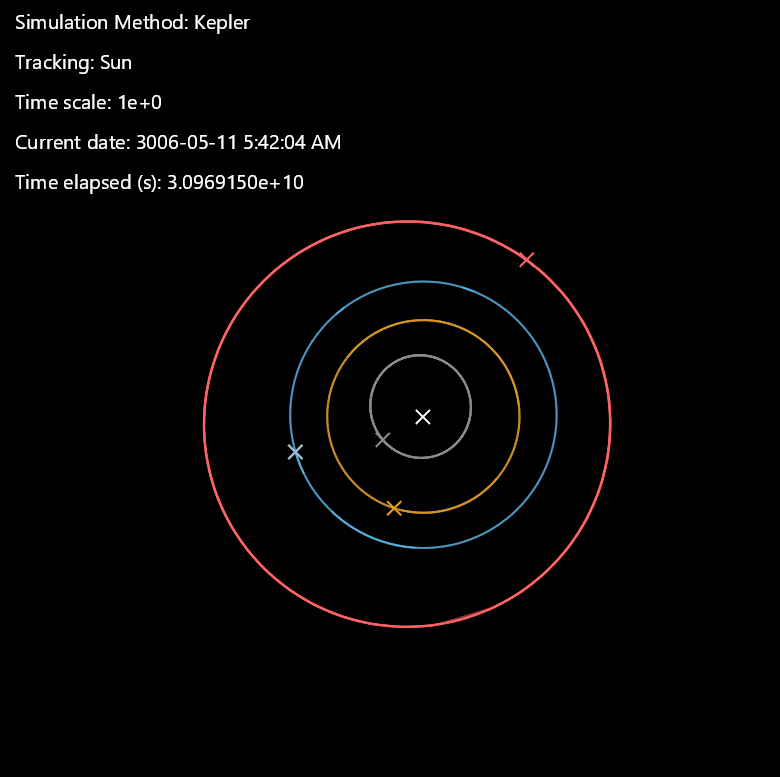 Simulation Method: Kepler
Tracking: Sun
Time scale: 1e+0
Current date: 3006-05-11 5:42:04 AM
Time elapsed (s): 3.0969150e+10